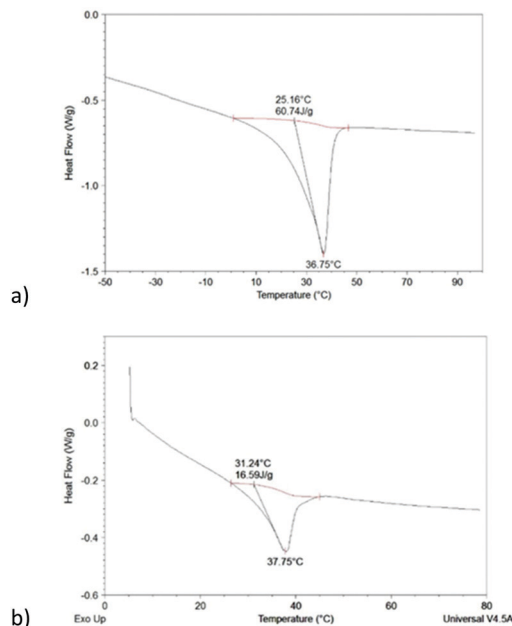 0.0
-0.5
-1.0
-1.5
Heat Flow (W/g)
25.16°C
60.74J/g
36.75°C
-50 -30 -10 10 30 50 70 90
Temperature (°C)
a)
0.2
0.0
-0.2
-0.4
-0.6
Heat Flow (W/g)
31.24°C
16.59J/g
37.75°C
0 20 40 60 80
Exo Up Temperature (°C) Universal V4.5A
b)